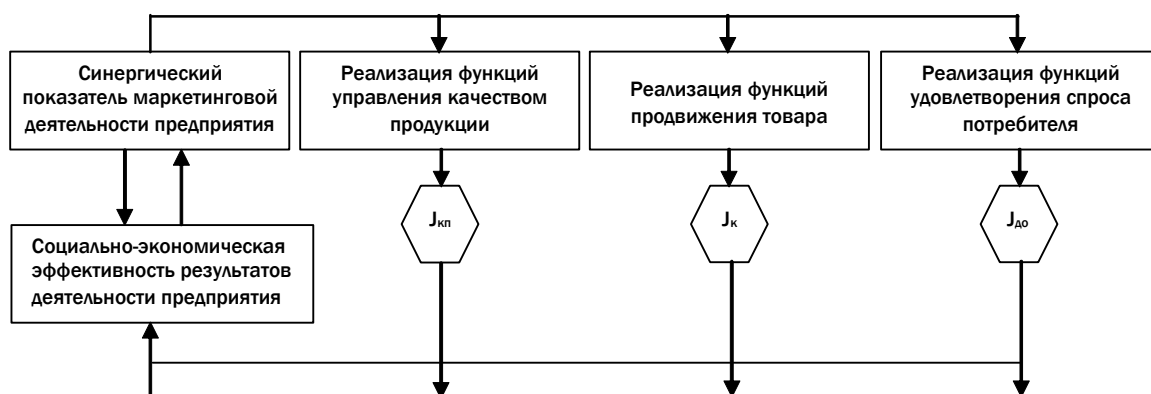 Синергический
показатель маркетинговой
деятельности предприятия
Реализация функций
управления качеством
продукции
Реализация функций
продвижения товара
Реализация функций
удовлетворения спроса
потребителя
Jкп
Jк
Jдо
Социально-экономическая
эффективность результатов
деятельности предприятия